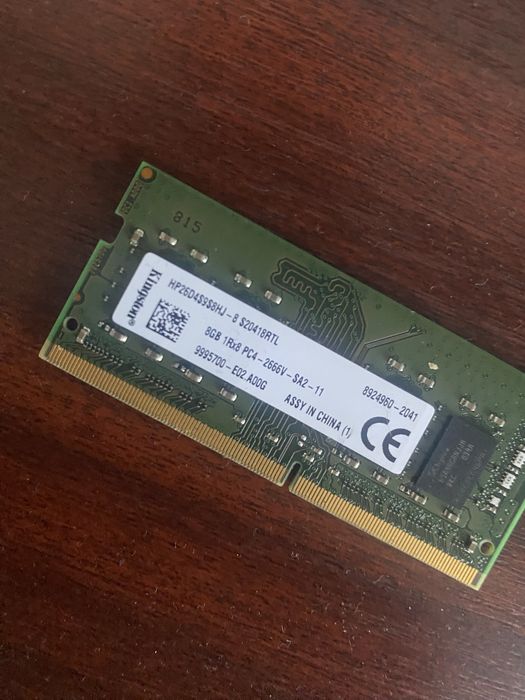 815
Kingston®
HP26D4S9S8HJ-8 S20418RTL
8GB 1Rx8 PC4-2666V-SA2-11
9995700-E02.A00G
ASSY IN CHINA (1)
8924960-2041
CE